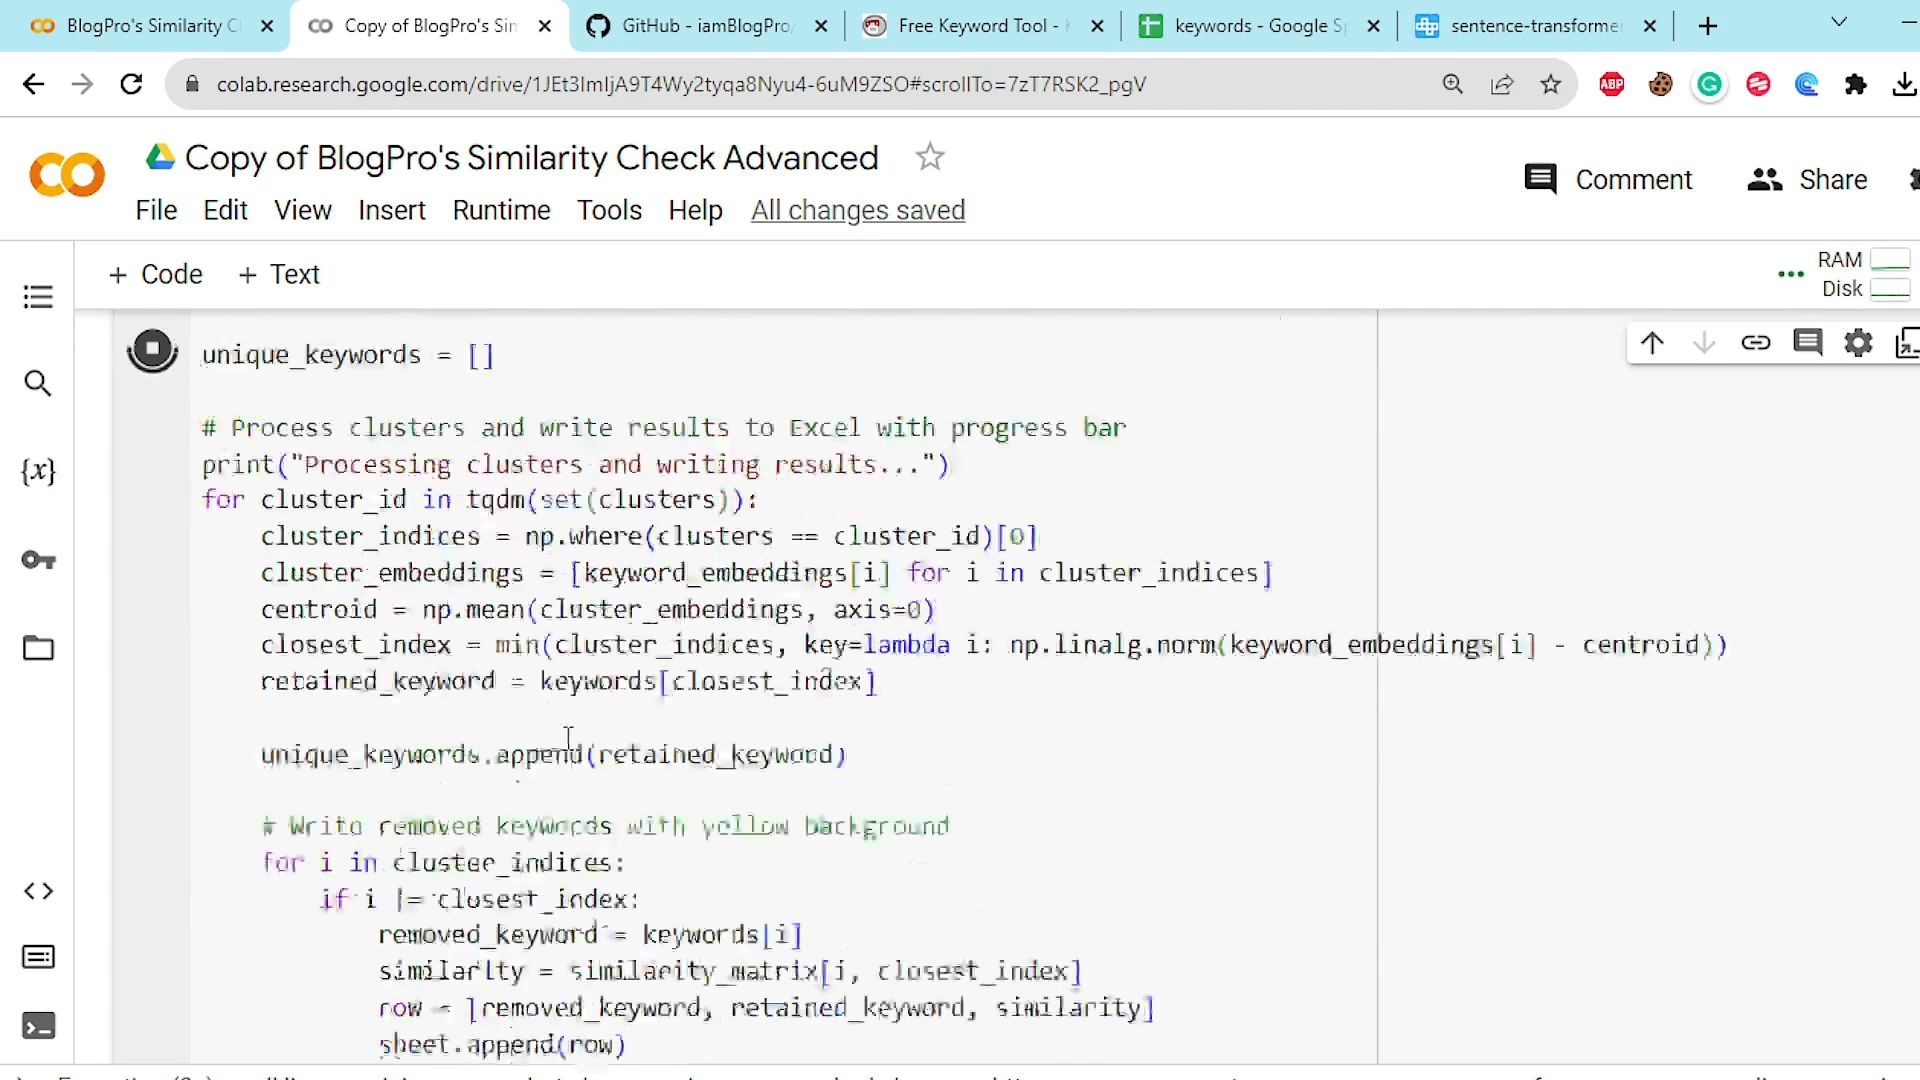 BlogPro's Similarity C
Copy of BlogPro's Sin
GitHub - iamBlogPro/
Free Keyword Tool -
keywords - Google S
sentence-transforme
colab.research.google.com/drive/1JEt3ImIjA9T4Wy2tyqa8Nyu4-6uM9ZSO#scrollTo=7zT7RSK2_pgV
ABP
Copy of BlogPro's Similarity Check Advanced
Comment
Share
File Edit View Insert Runtime Tools Help All changes saved
+ Code + Text
RAM
Disk
unique_keywords = []
# Process clusters and write results to Excel with progress bar
print("Processing clusters and writing results...")
for cluster_id in tqdm(set(clusters)):
cluster_indices = np.where(clusters == cluster_id)[0]
cluster_embeddings = [keyword_embeddings[i] for i in cluster_indices]
centroid = np.mean(cluster_embeddings, axis=0)
closest_index = min(cluster_indices, key=lambda i: np.linalg.norm(keyword_embeddings[i] - centroid))
retained_keyword = keywords[closest_index]
unique_keywords.append(retained_keyword)
# Write removed keywords with yellow background
for i in cluster_indices:
if i != closest_index:
removed_keyword = keywords[i]
similarity = similarity_matrix[i, closest_index]
row = [removed_keyword, retained_keyword, similarity]
sheet.append(row)